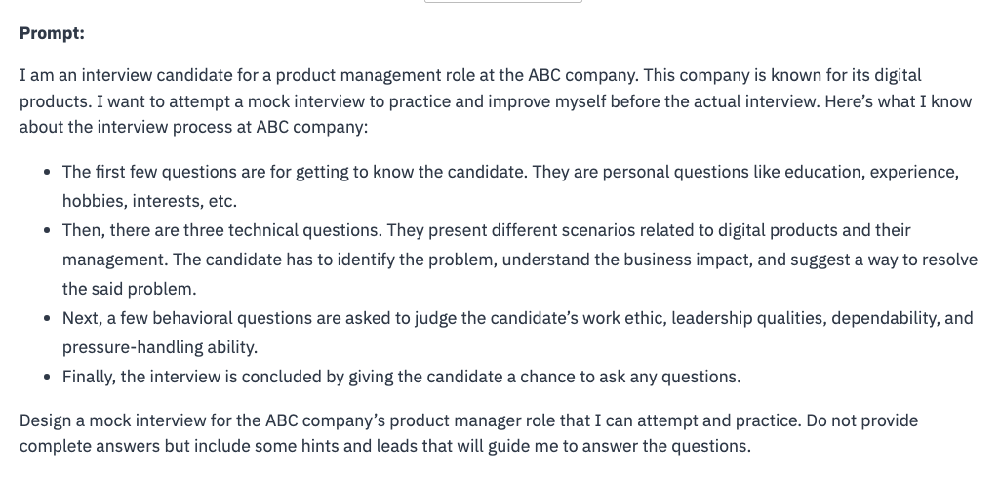 Prompt:
I am an interview candidate for a product management role at the ABC company. This company is known for its digital
products. I want to attempt a mock interview to practice and improve myself before the actual interview. Here’s what I know
about the interview process at ABC company:
• The first few questions are for getting to know the candidate. They are personal questions like education, experience,
hobbies, interests, etc.
• Then, there are three technical questions. They present different scenarios related to digital products and their
management. The candidate has to identify the problem, understand the business impact, and suggest a way to resolve
the said problem.
• Next, a few behavioral questions are asked to judge the candidate’s work ethic, leadership qualities, dependability, and
pressure-handling ability.
• Finally, the interview is concluded by giving the candidate a chance to ask any questions.
Design a mock interview for the ABC company’s product manager role that I can attempt and practice. Do not provide
complete answers but include some hints and leads that will guide me to answer the questions.